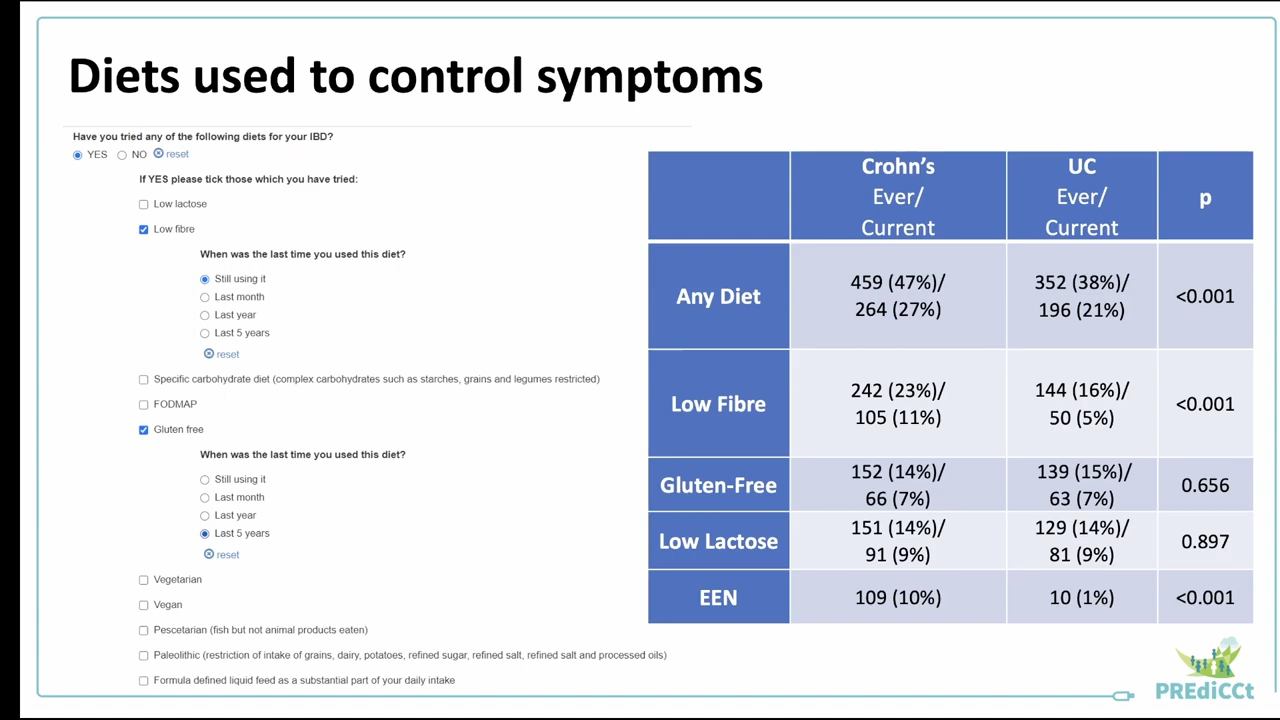 Diets used to control symptoms
Have you tried any of the following diets for your IBD?
YES NO reset
If YES please tick those which you have tried:
Low lactose
Low fibre
When was the last time you used this diet?
Still using it
Last month
Last year
Last 5 years
reset
Specific carbohydrate diet (complex carbohydrates such as starches, grains and legumes restricted)
FODMAP
Gluten free
When was the last time you used this diet?
Still using it
Last month
Last year
Last 5 years
reset
Vegetarian
Vegan
Pescetarian (fish but not animal products eaten)
Paleolithic (restriction of intake of grains, dairy, potatoes, refined sugar, refined salt, refined salt and processed oils)
Formula defined liquid feed as a substantial part of your daily intake
Crohn's UC
Ever/ Ever/ p
Current Current
459 (47%)/ 352 (38%)/
Any Diet <0.001
264 (27%) 196 (21%)
242 (23%)/ 144 (16%)/
Low Fibre <0.001
105 (11%) 50 (5%)
152 (14%)/ 139 (15%)/
Gluten-Free 0.656
66 (7%) 63 (7%)
151 (14%)/ 129 (14%)/
Low Lactose 0.897
91 (9%) 81 (9%)
EEN 109 (10%) 10 (1%) <0.001
PREdiCCt